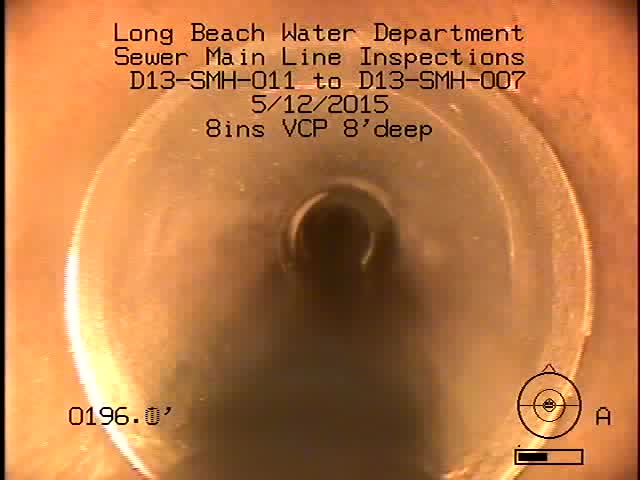 Long Beach Water Department
Sewer Main Line Inspections
D13-SMH-011 to D13-SMH-007
5/12/2015
8ins VCP 8'deep
0196.0'
A